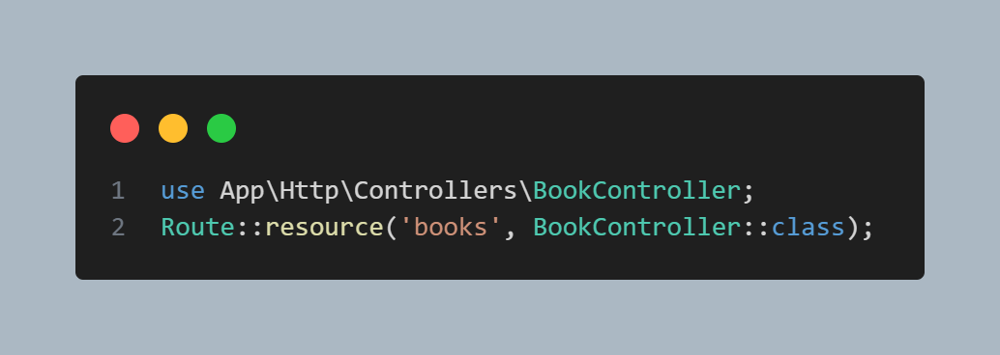 1 use App\Http\Controllers\BookController;
2 Route::resource('books', BookController::class);